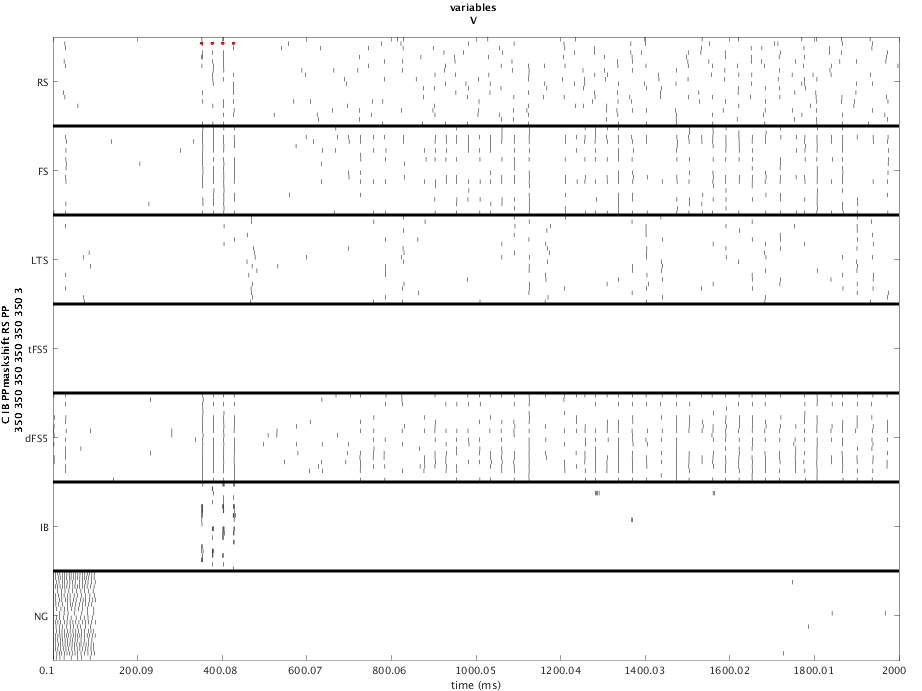 variables
V
RS
FS
LTS
tFS5
dFS5
IB
NG
C IB PPmaskshift RS PP
350 350 350 350 350 350 3
0.1 200.09 400.08 600.07 800.06 1000.05 1200.04 1400.03 1600.02 1800.01 2000
time (ms)